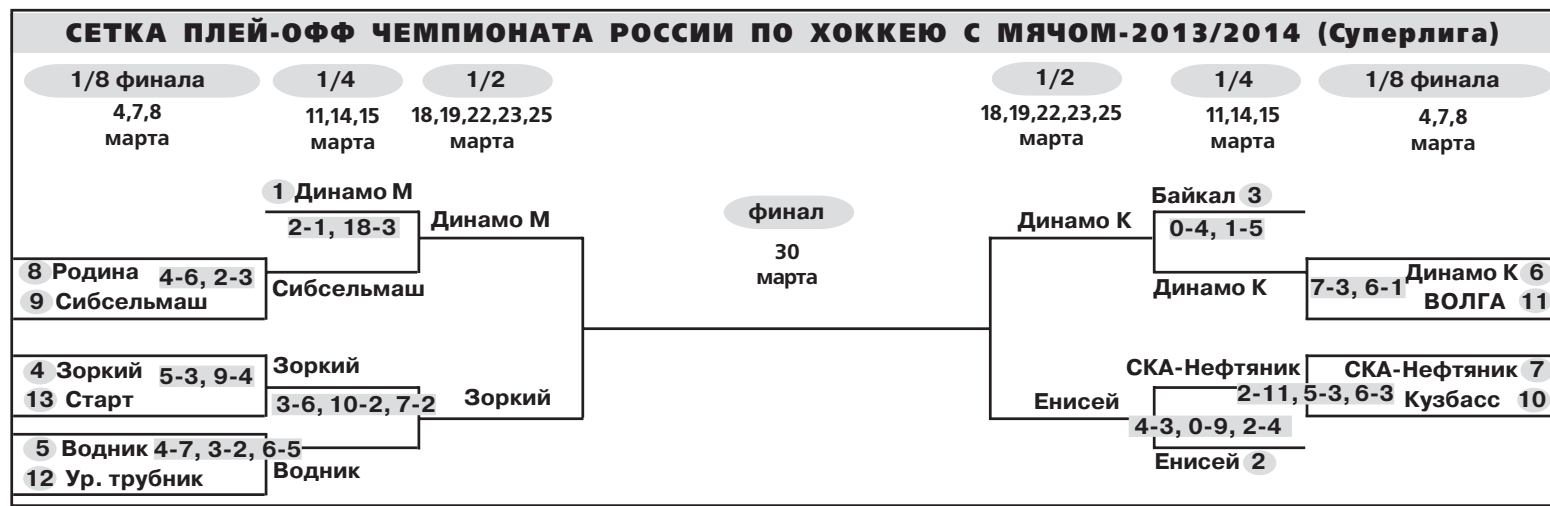 СЕТКА ПЛЕЙ-ОФФ ЧЕМПИОНАТА РОССИИ ПО ХОККЕЮ С МЯЧОМ-2013/2014 (Суперлига)
1/8 финала 1/4 1/2 1/2 1/4 1/8 финала
4,7,8 11,14,15 18,19,22,23,25 18,19,22,23,25 11,14,15 4,7,8
марта марта марта марта марта марта
1 Динамо М Байкал 3
2-1, 18-3 Динамо М финал Динамо К 0-4, 1-5
30
марта
8 Родина 4-6, 2-3 Сибсельмаш Динамо К 7-3, 6-1 Динамо К 6
9 Сибсельмаш ВОЛГА 11
4 Зоркий 5-3, 9-4 Зоркий СКА-Нефтяник СКА-Нефтяник 7
13 Старт 3-6, 10-2, 7-2 Зоркий Енисей 2-11, 5-3, 6-3 Кузбасс 10
4-3, 0-9, 2-4
5 Водник 4-7, 3-2, 6-5 Енисей 2
12 Ур. трубник Водник